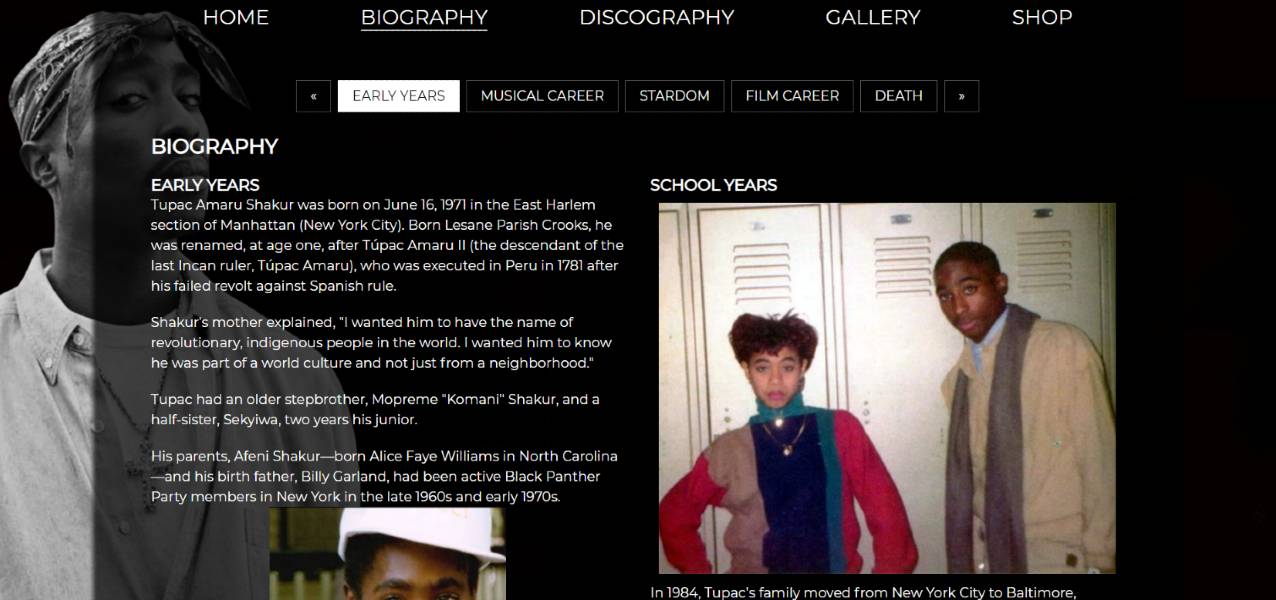 HOME BIOGRAPHY DISCOGRAPHY GALLERY SHOP
« EARLY YEARS MUSICAL CAREER STARDOM FILM CAREER DEATH »
BIOGRAPHY
EARLY YEARS
Tupac Amaru Shakur was born on June 16, 1971 in the East Harlem
section of Manhattan (New York City). Born Lesane Parish Crooks, he
was renamed, at age one, after Túpac Amaru II (the descendant of the
last Incan ruler, Túpac Amaru), who was executed in Peru in 1781 after
his failed revolt against Spanish rule.
Shakur's mother explained, "I wanted him to have the name of
revolutionary, indigenous people in the world. I wanted him to know
he was part of a world culture and not just from a neighborhood."
Tupac had an older stepbrother, Mopreme "Komani" Shakur, and a
half-sister, Sekyiwa, two years his junior.
His parents, Afeni Shakur—born Alice Faye Williams in North Carolina
—and his birth father, Billy Garland, had been active Black Panther
Party members in New York in the late 1960s and early 1970s.
SCHOOL YEARS
In 1984, Tupac's family moved from New York City to Baltimore,